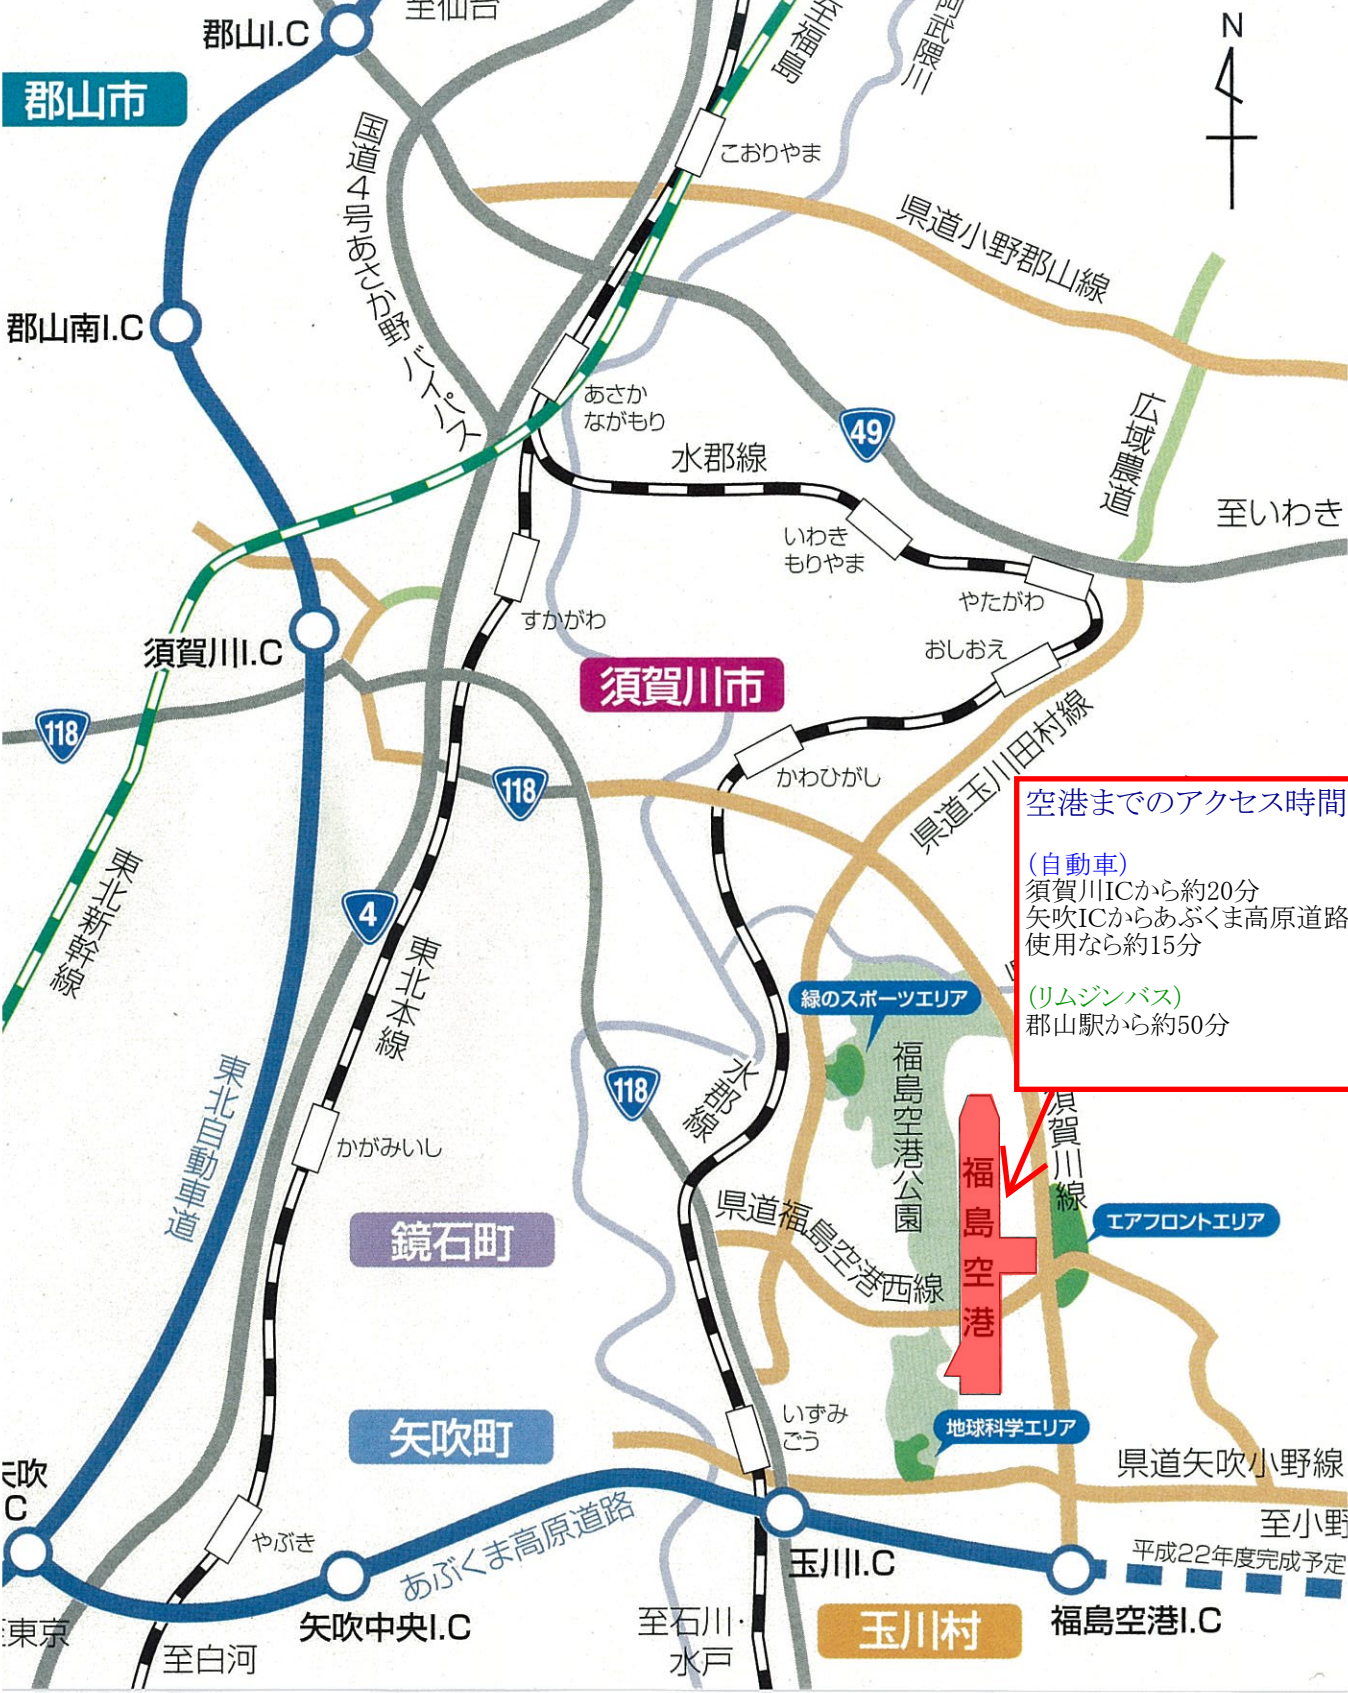 至仙台
郡山I.C
至福島
阿武隈川
N
郡山市
国道4号あさか野バイパス
こおりやま
県道小野郡山線
郡山南I.C
あさか
ながもり
広域農道
49
水郡線
至いわき
いわき
もりやま
やたがわ
すかがわ
おしおえ
須賀川I.C
須賀川市
118
県道玉川田村線
かわひがし
118
空港までのアクセス時間
(自動車)
須賀川ICから約20分
矢吹ICからあぶくま高原道路
使用なら約15分
(リムジンバス)
郡山駅から約50分
東北新幹線
4
東北本線
緑のスポーツエリア
福島空港公園
東北自動車道
水郡線
118
須賀川線
かがみいし
福島空港
県道福島空港西線
エアフロントエリア
鏡石町
矢吹町
いずみ
ごう
地球科学エリア
県道矢吹小野線
矢吹
C
至小野
やぶき
あぶくま高原道路
平成22年度完成予定
玉川I.C
矢吹中央I.C
至石川・
水戸
玉川村
福島空港I.C
至東京
至白河